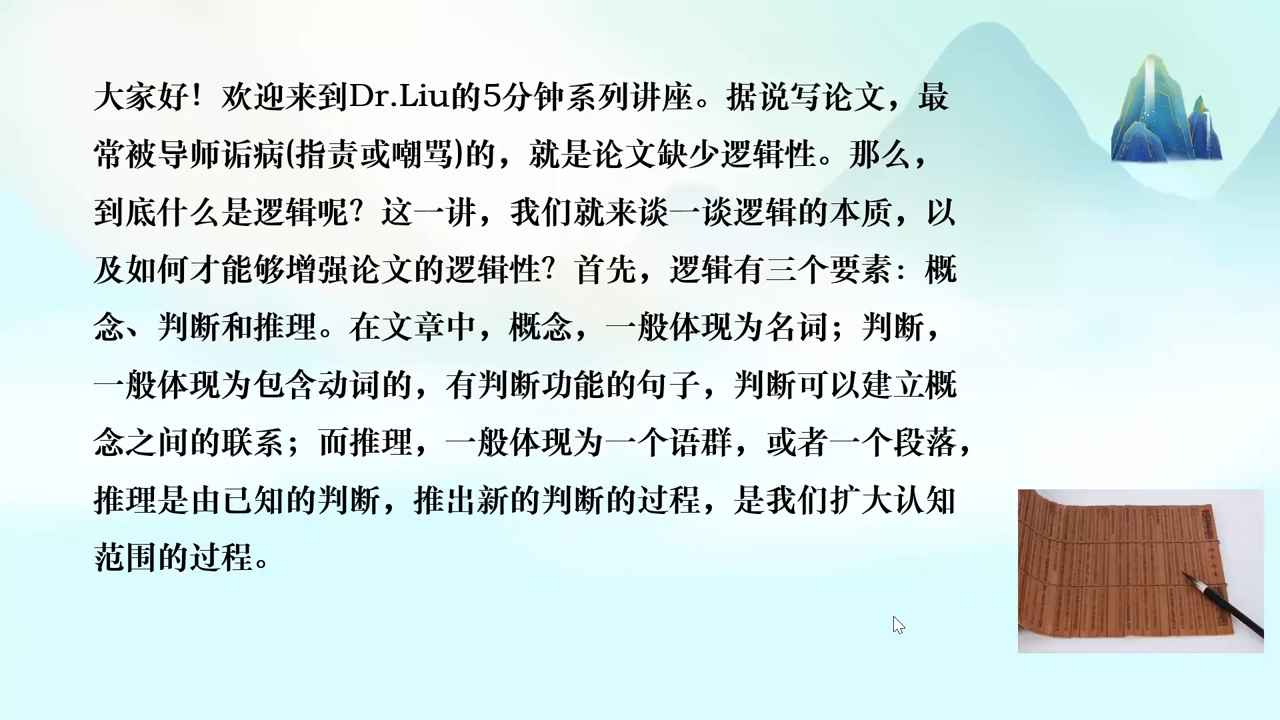 大家好！欢迎来到Dr.Liu的5分钟系列讲座。据说写论文，最
常被导师诟病(指责或嘲骂)的，就是论文缺少逻辑性。那么，
到底什么是逻辑呢？这一讲，我们就来谈一谈逻辑的本质，以
及如何才能够增强论文的逻辑性？首先，逻辑有三个要素：概
念、判断和推理。在文章中，概念，一般体现为名词；判断，
一般体现为包含动词的，有判断功能的句子，判断可以建立概
念之间的联系；而推理，一般体现为一个语群，或者一个段落，
推理是由已知的判断，推出新的判断的过程，是我们扩大认知
范围的过程。